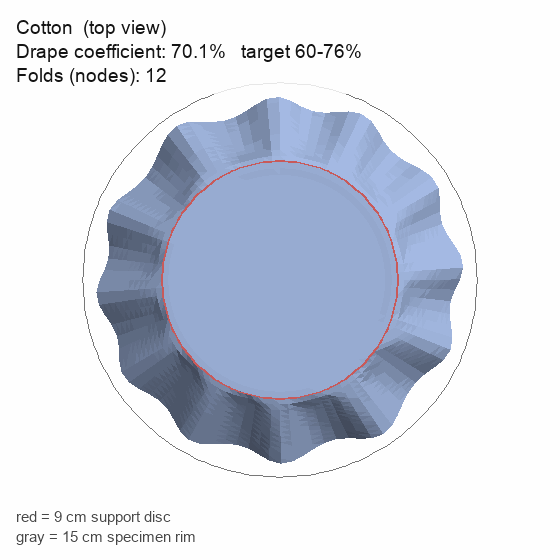 Cotton  (top view)
Drape coefficient: 70.1%   target 60-76%
Folds (nodes): 12
red = 9 cm support disc
gray = 15 cm specimen rim